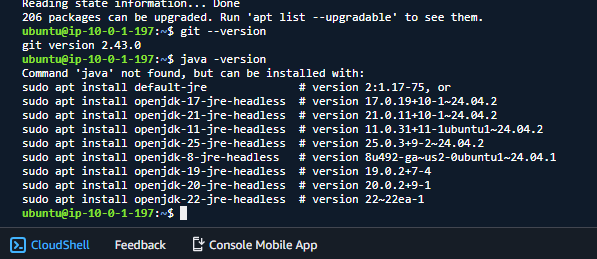 Reading state information... Done
206 packages can be upgraded. Run 'apt list --upgradable' to see them.
ubuntu@ip-10-0-1-197:~$ git --version
git version 2.43.0
ubuntu@ip-10-0-1-197:~$ java -version
Command 'java' not found, but can be installed with:
sudo apt install default-jre              # version 2:1.17-75, or
sudo apt install openjdk-17-jre-headless  # version 17.0.19+10-1~24.04.2
sudo apt install openjdk-21-jre-headless  # version 21.0.11+10-1~24.04.2
sudo apt install openjdk-11-jre-headless  # version 11.0.31+11-1ubuntu1~24.04.2
sudo apt install openjdk-25-jre-headless  # version 25.0.3+9-2~24.04.2
sudo apt install openjdk-8-jre-headless   # version 8u492-ga~us2-0ubuntu1~24.04.1
sudo apt install openjdk-19-jre-headless  # version 19.0.2+7-4
sudo apt install openjdk-20-jre-headless  # version 20.0.2+9-1
sudo apt install openjdk-22-jre-headless  # version 22~22ea-1
ubuntu@ip-10-0-1-197:~$
CloudShell Feedback Console Mobile App